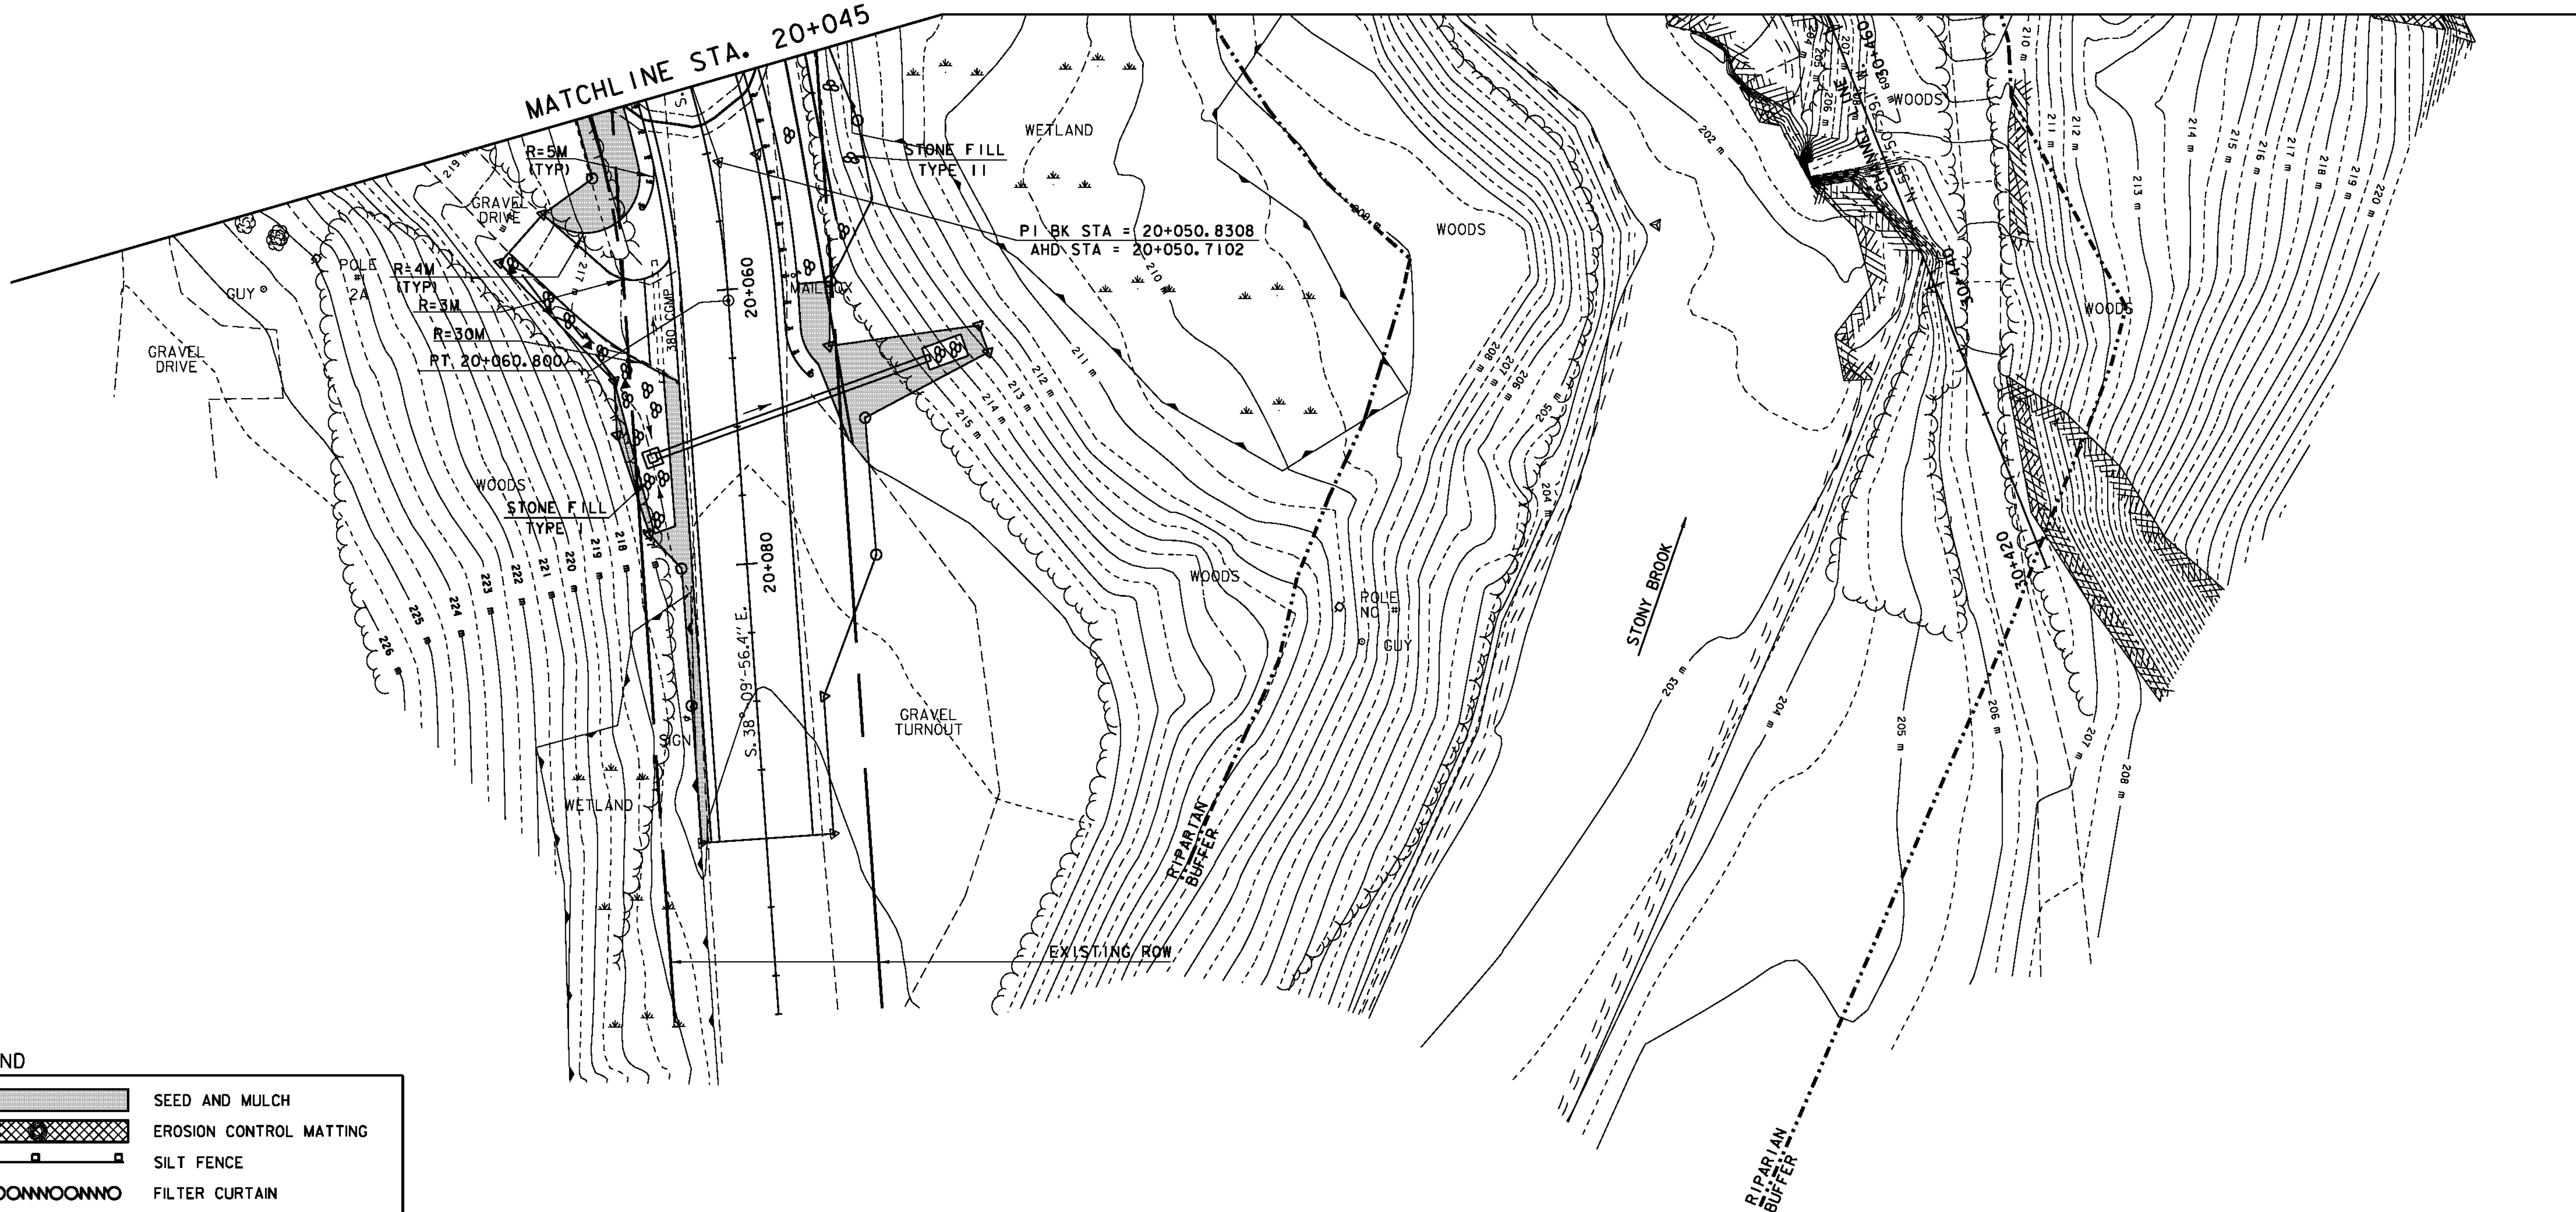 MATCHLINE STA. 20+045
219 m
R=5M
(TYP)
GRAVEL
DRIVE
POLE
#
2A
GUY
R=4M
(TYP)
217 m
R=3M
R=30M
PT 20+060.800
380 CGMP
20+060
MAILBOX
STONE FILL
TYPE II
PI BK STA = 20+050.8308
AHD STA = 20+050.7102
WETLAND
210 m
211 m
212 m
213 m
214 m
215 m
WOODS
208 m
207 m
206 m
205 m
204 m
202 m
204 m
205 m
206 m
CHANNEL
30+460
30+440
WOODS
210 m
211 m
212 m
213 m
214 m
215 m
216 m
217 m
218 m
219 m
220 m
WOODS
GRAVEL
DRIVE
WOODS
STONE FILL
TYPE I
218 m
219 m
220 m
221 m
222 m
223 m
224 m
225 m
226 m
20+080
S. 38°-09'-56.4" E.
SIGN
WETLAND
GRAVEL
TURNOUT
WOODS
POLE
NO #
GUY
RIPARIAN
BUFFER
EXISTING ROW
STONY BROOK
30+420
203 m
204 m
205 m
206 m
207 m
208 m
RIPARIAN
BUFFER
ND
SEED AND MULCH
EROSION CONTROL MATTING
SILT FENCE
FILTER CURTAIN